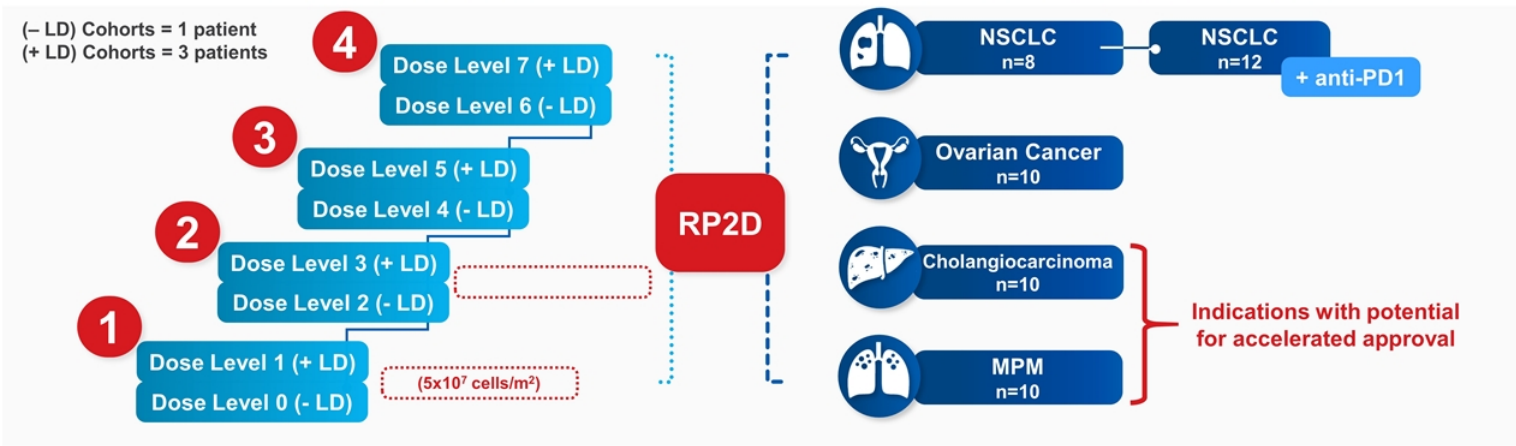 (– LD) Cohorts = 1 patient
(+ LD) Cohorts = 3 patients
4
Dose Level 7 (+ LD)
Dose Level 6 (- LD)
3
Dose Level 5 (+ LD)
Dose Level 4 (- LD)
2
Dose Level 3 (+ LD)
Dose Level 2 (- LD)
1
Dose Level 1 (+ LD)
Dose Level 0 (- LD)
(5x10⁷ cells/m²)
RP2D
NSCLC
n=8
NSCLC
n=12
+ anti-PD1
Ovarian Cancer
n=10
Cholangiocarcinoma
n=10
MPM
n=10
Indications with potential
for accelerated approval